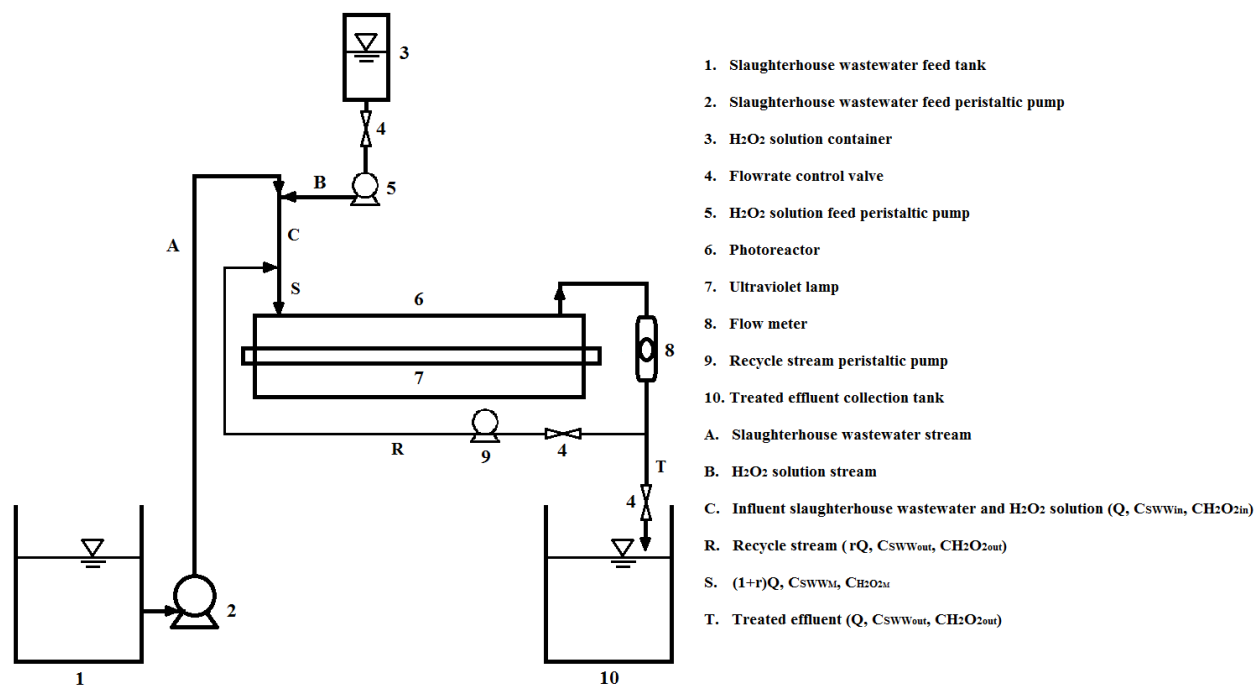 3
4
B
5
A
C
S
6
8
7
R
9
4
T
4
2
1
10
1. Slaughterhouse wastewater feed tank
2. Slaughterhouse wastewater feed peristaltic pump
3. H₂O₂ solution container
4. Flowrate control valve
5. H₂O₂ solution feed peristaltic pump
6. Photoreactor
7. Ultraviolet lamp
8. Flow meter
9. Recycle stream peristaltic pump
10. Treated effluent collection tank
A. Slaughterhouse wastewater stream
B. H₂O₂ solution stream
C. Influent slaughterhouse wastewater and H₂O₂ solution (Q, CSWWin, CH2O2in)
R. Recycle stream (rQ, CSWWout, CH2O2out)
S. (1+r)Q, CSWWM, CH2O2M
T. Treated effluent (Q, CSWWout, CH2O2out)